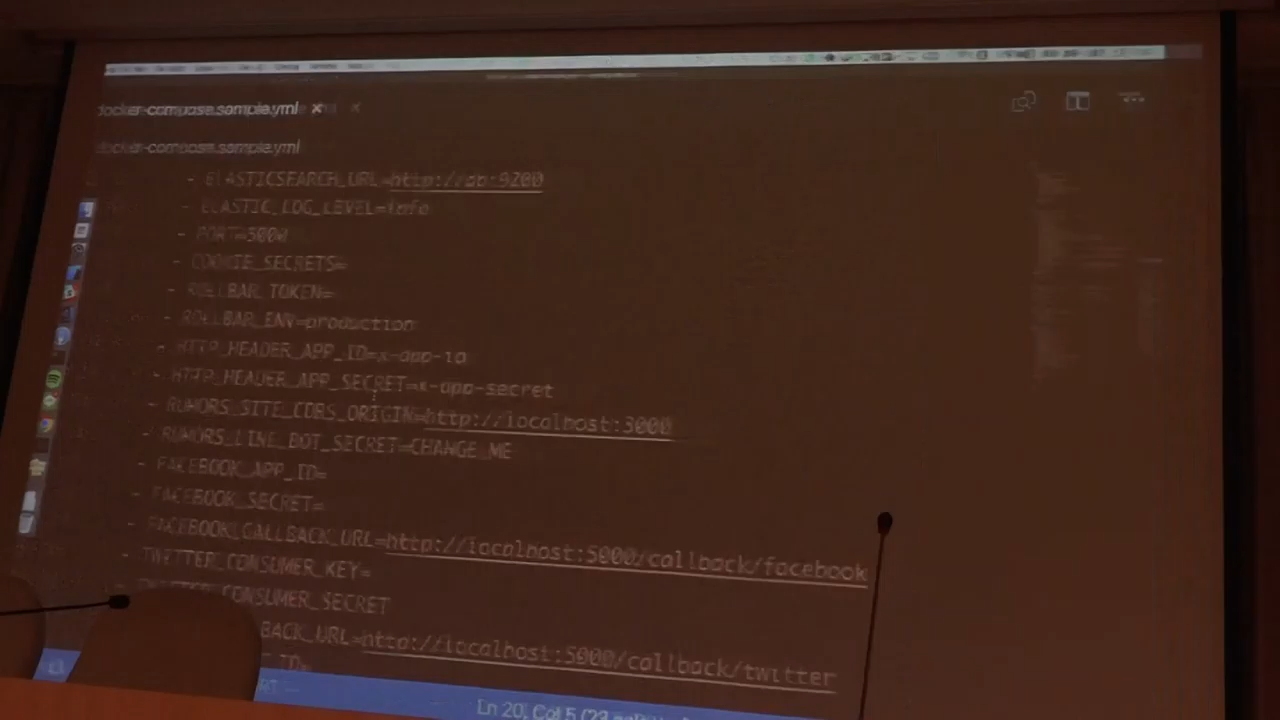 docker-compose.sample.yml
docker-compose.sample.yml
- ELASTICSEARCH_URL=http://db:9200
- ELASTIC_LOG_LEVEL=info
- PORT=5000
- COOKIE_SECRETS=
- ROLLBAR_TOKEN=
- ROLLBAR_ENV=production
- HTTP_HEADER_APP_ID=x-app-id
- HTTP_HEADER_APP_SECRET=x-app-secret
- RUMORS_SITE_CORS_ORIGIN=http://localhost:3000
- RUMORS_LINE_BOT_SECRET=CHANGE_ME
- FACEBOOK_APP_ID=
- FACEBOOK_SECRET=
- FACEBOOK_CALLBACK_URL=http://localhost:5000/callback/facebook
- TWITTER_CONSUMER_KEY=
- TWITTER_CONSUMER_SECRET
BACK_URL=http://localhost:5000/callback/twitter
ID=
Ln 20, Col 5